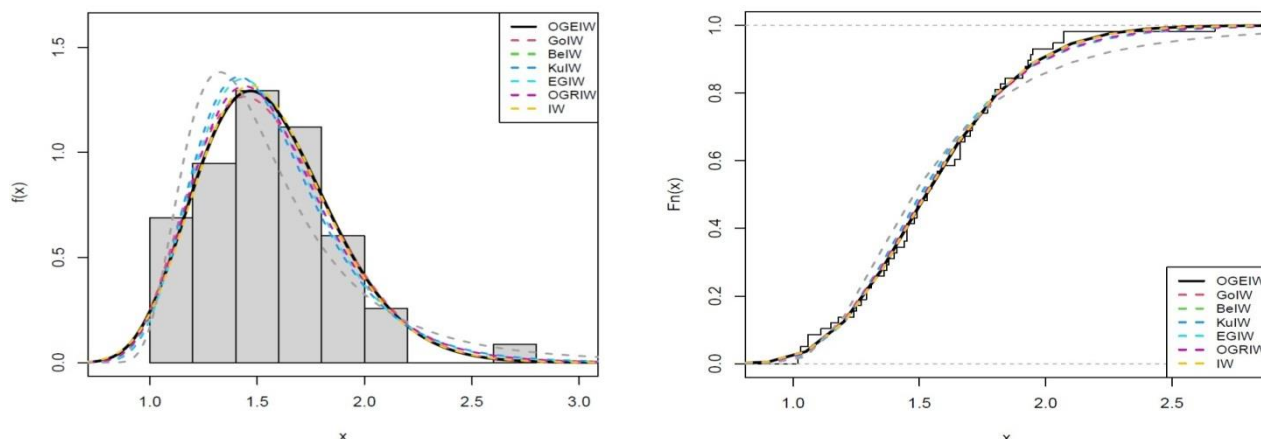 f(x)
1.5
1.0
0.5
0.0
1.0 1.5 2.0 2.5 3.0
x
OGEIW
GoIW
BeIW
KuIW
EGIW
OGRIW
IW
Fn(x)
1.0
0.8
0.6
0.4
0.2
0.0
1.0 1.5 2.0 2.5
x
OGEIW
GoIW
BeIW
KuIW
EGIW
OGRIW
IW